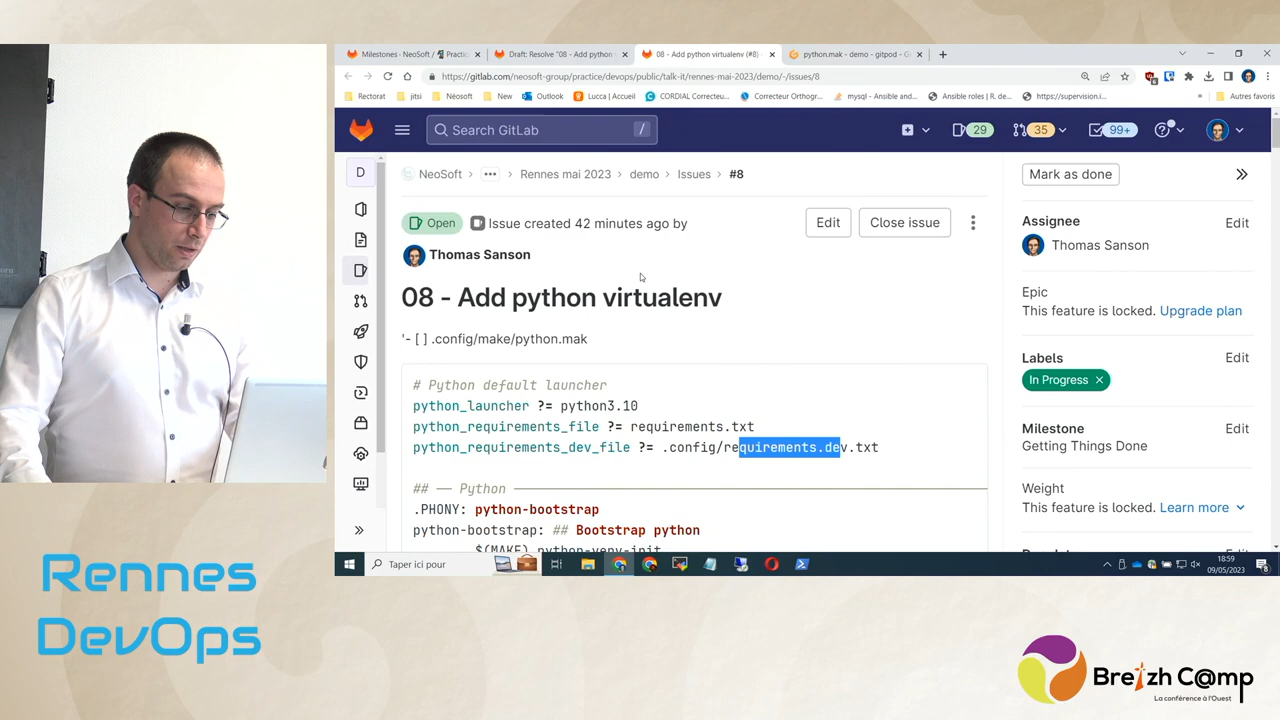 Milestones - NeoSoft / Practic
Draft: Resolve "08 - Add python
08 - Add python virtualenv (#8)
python.mak - demo - gitpod - G
https://gitlab.com/neosoft-group/practice/devops/public/talk-it/rennes-mai-2023/demo/-/issues/8
Rectorat
jitsi
Néosoft
New
Outlook
Lucca | Accueil
CORDIAL Correcteu...
Correcteur Orthogr...
mysql - Ansible and...
Ansible roles | R. de...
https://supervision.i...
»
Autres favoris
Search GitLab
/
29
35
99+
D
NeoSoft
Rennes mai 2023
demo
Issues
#8
Mark as done
Open
Issue created 42 minutes ago by
Thomas Sanson
Edit
Close issue
08 - Add python virtualenv
'- [ ] .config/make/python.mak
# Python default launcher
python_launcher ?= python3.10
python_requirements_file ?= requirements.txt
python_requirements_dev_file ?= .config/requirements.dev.txt
## — Python
.PHONY: python-bootstrap
python-bootstrap: ## Bootstrap python
$(MAKE) python-venv-init
Assignee
Edit
Thomas Sanson
Epic
This feature is locked. Upgrade plan
Labels
Edit
In Progress
Milestone
Edit
Getting Things Done
Weight
This feature is locked. Learn more
Taper ici pour
18:59
09/05/2023
8
Rennes
DevOps
Breizh C@mp
La conférence à l'Ouest